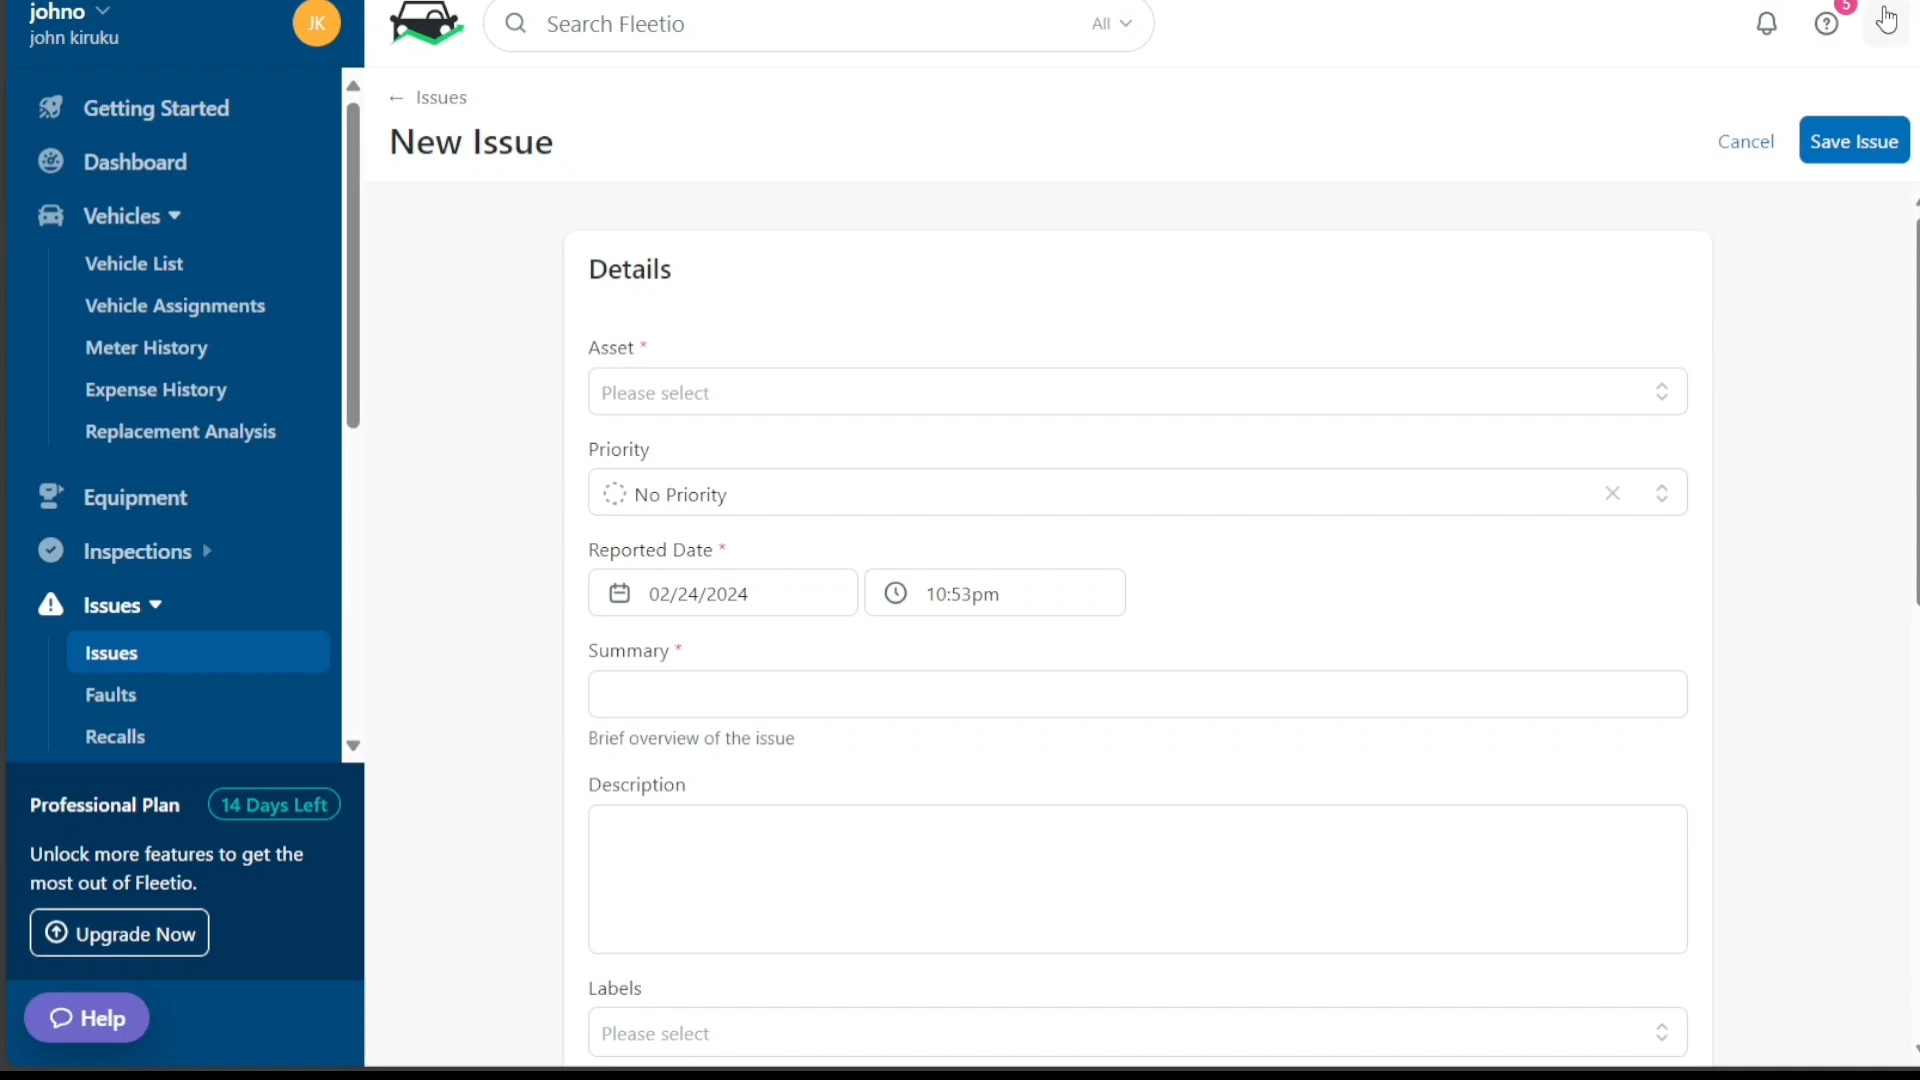 johno
john kiruku
JK
Search Fleetio
All
5
Getting Started
Dashboard
Vehicles
Vehicle List
Vehicle Assignments
Meter History
Expense History
Replacement Analysis
Equipment
Inspections
Issues
Issues
Faults
Recalls
Professional Plan
14 Days Left
Unlock more features to get the
most out of Fleetio.
Upgrade Now
Help
← Issues
New Issue
Cancel
Save Issue
Details
Asset *
Please select
Priority
No Priority
Reported Date *
02/24/2024
10:53pm
Summary *
Brief overview of the issue
Description
Labels
Please select